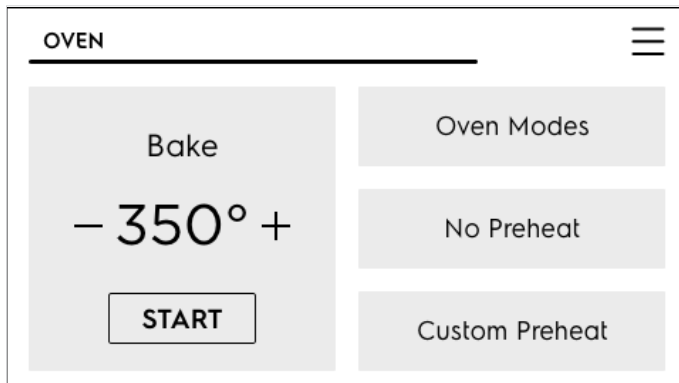 OVEN
Bake
− 350° +
START
Oven Modes
No Preheat
Custom Preheat